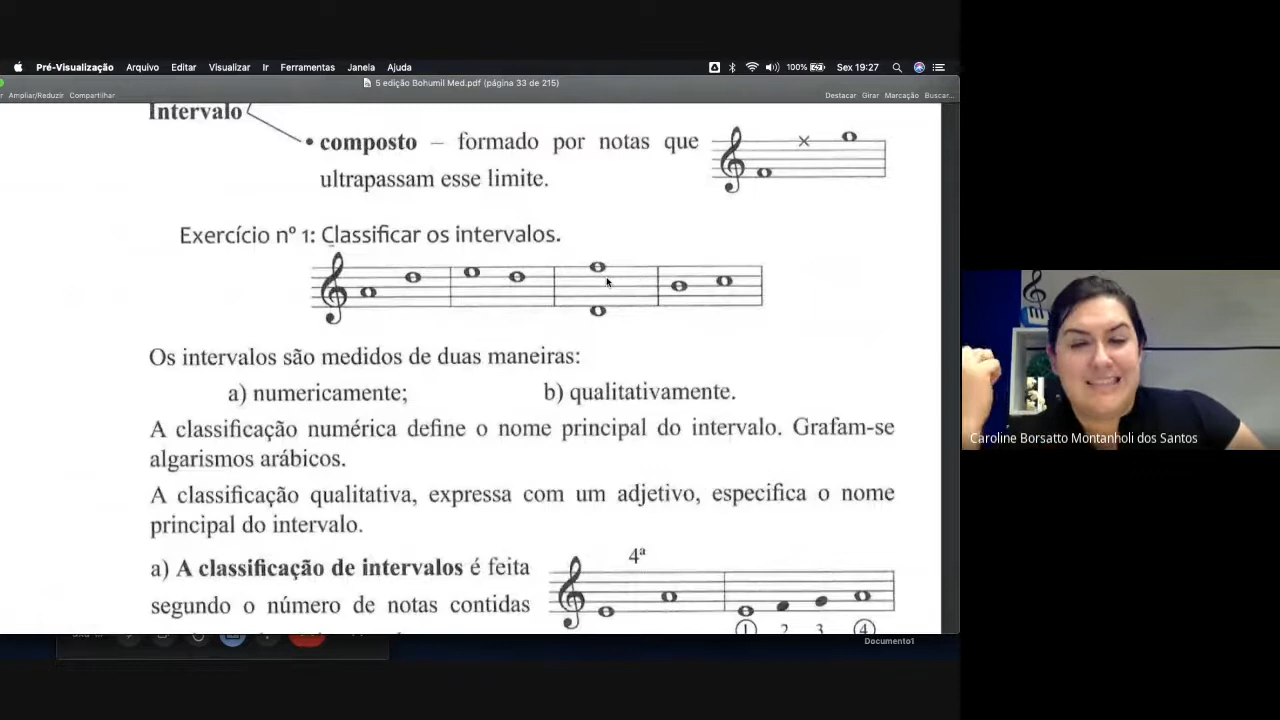 Pré-Visualização Arquivo Editar Visualizar Ir Ferramentas Janela Ajuda 100% Sex 19:27
5 edição Bohumil Med.pdf (página 33 de 215)
Ampliar/Reduzir Compartilhar Destacar Girar Marcação Buscar...
Intervalo
• composto – formado por notas que
ultrapassam esse limite.
Exercício nº 1: Classificar os intervalos.
Os intervalos são medidos de duas maneiras:
a) numericamente; b) qualitativamente.
A classificação numérica define o nome principal do intervalo. Grafam-se
algarismos arábicos.
A classificação qualitativa, expressa com um adjetivo, especifica o nome
principal do intervalo.
4ª
a) A classificação de intervalos é feita
segundo o número de notas contidas
1 2 3 4
Documento1
Caroline Borsatto Montanholi dos Santos